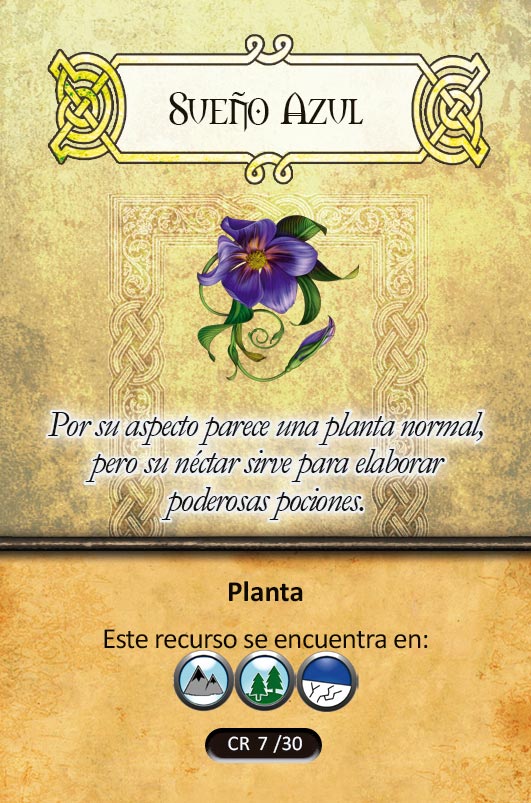 Sueño Azul
Por su aspecto parece una planta normal,
pero su néctar sirve para elaborar
poderosas pociones.
Planta
Este recurso se encuentra en:
CR 7 /30